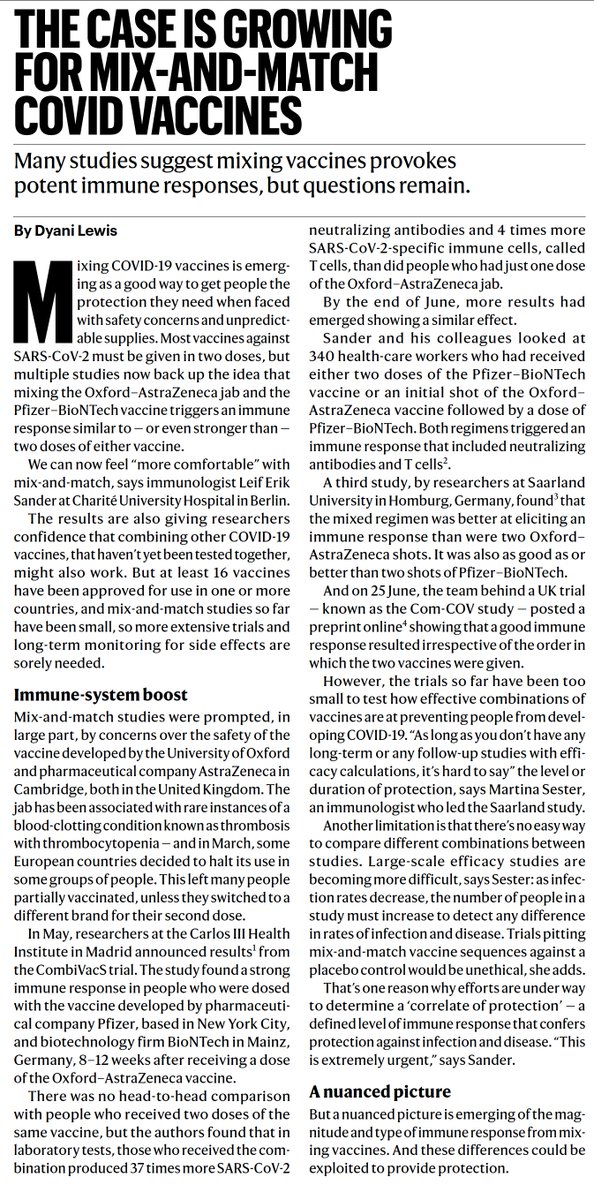 THE CASE IS GROWING
FOR MIX-AND-MATCH
COVID VACCINES
Many studies suggest mixing vaccines provokes
potent immune responses, but questions remain.
By Dyani Lewis
Mixing COVID-19 vaccines is emerg-
ing as a good way to get people the
protection they need when faced
with safety concerns and unpredict-
able supplies. Most vaccines against
SARS-CoV-2 must be given in two doses, but
multiple studies now back up the idea that
mixing the Oxford–AstraZeneca jab and the
Pfizer–BioNTech vaccine triggers an immune
response similar to — or even stronger than —
two doses of either vaccine.
We can now feel “more comfortable” with
mix-and-match, says immunologist Leif Erik
Sander at Charité University Hospital in Berlin.
The results are also giving researchers
confidence that combining other COVID-19
vaccines, that haven’t yet been tested together,
might also work. But at least 16 vaccines
have been approved for use in one or more
countries, and mix-and-match studies so far
have been small, so more extensive trials and
long-term monitoring for side effects are
sorely needed.
Immune-system boost
Mix-and-match studies were prompted, in
large part, by concerns over the safety of the
vaccine developed by the University of Oxford
and pharmaceutical company AstraZeneca in
Cambridge, both in the United Kingdom. The
jab has been associated with rare instances of a
blood-clotting condition known as thrombosis
with thrombocytopenia — and in March, some
European countries decided to halt its use in
some groups of people. This left many people
partially vaccinated, unless they switched to a
different brand for their second dose.
In May, researchers at the Carlos III Health
Institute in Madrid announced results¹ from
the CombiVacS trial. The study found a strong
immune response in people who were dosed
with the vaccine developed by pharmaceuti-
cal company Pfizer, based in New York City,
and biotechnology firm BioNTech in Mainz,
Germany, 8–12 weeks after receiving a dose
of the Oxford–AstraZeneca vaccine.
There was no head-to-head comparison
with people who received two doses of the
same vaccine, but the authors found that in
laboratory tests, those who received the com-
bination produced 37 times more SARS-CoV-2
neutralizing antibodies and 4 times more
SARS-CoV-2-specific immune cells, called
T cells, than did people who had just one dose
of the Oxford–AstraZeneca jab.
By the end of June, more results had
emerged showing a similar effect.
Sander and his colleagues looked at
340 health-care workers who had received
either two doses of the Pfizer–BioNTech
vaccine or an initial shot of the Oxford–
AstraZeneca vaccine followed by a dose of
Pfizer–BioNTech. Both regimens triggered an
immune response that included neutralizing
antibodies and T cells².
A third study, by researchers at Saarland
University in Homburg, Germany, found³ that
the mixed regimen was better at eliciting an
immune response than were two Oxford–
AstraZeneca shots. It was also as good as or
better than two shots of Pfizer–BioNTech.
And on 25 June, the team behind a UK trial
— known as the Com-COV study — posted a
preprint online⁴ showing that a good immune
response resulted irrespective of the order in
which the two vaccines were given.
However, the trials so far have been too
small to test how effective combinations of
vaccines are at preventing people from devel-
oping COVID-19. “As long as you don’t have any
long-term or any follow-up studies with effi-
cacy calculations, it’s hard to say” the level or
duration of protection, says Martina Sester,
an immunologist who led the Saarland study.
Another limitation is that there’s no easy way
to compare different combinations between
studies. Large-scale efficacy studies are
becoming more difficult, says Sester: as infec-
tion rates decrease, the number of people in a
study must increase to detect any difference
in rates of infection and disease. Trials pitting
mix-and-match vaccine sequences against a
placebo control would be unethical, she adds.
That’s one reason why efforts are under way
to determine a ‘correlate of protection’ — a
defined level of immune response that confers
protection against infection and disease. “This
is extremely urgent,” says Sander.
A nuanced picture
But a nuanced picture is emerging of the mag-
nitude and type of immune response from mix-
ing vaccines. And these differences could be
exploited to provide protection.